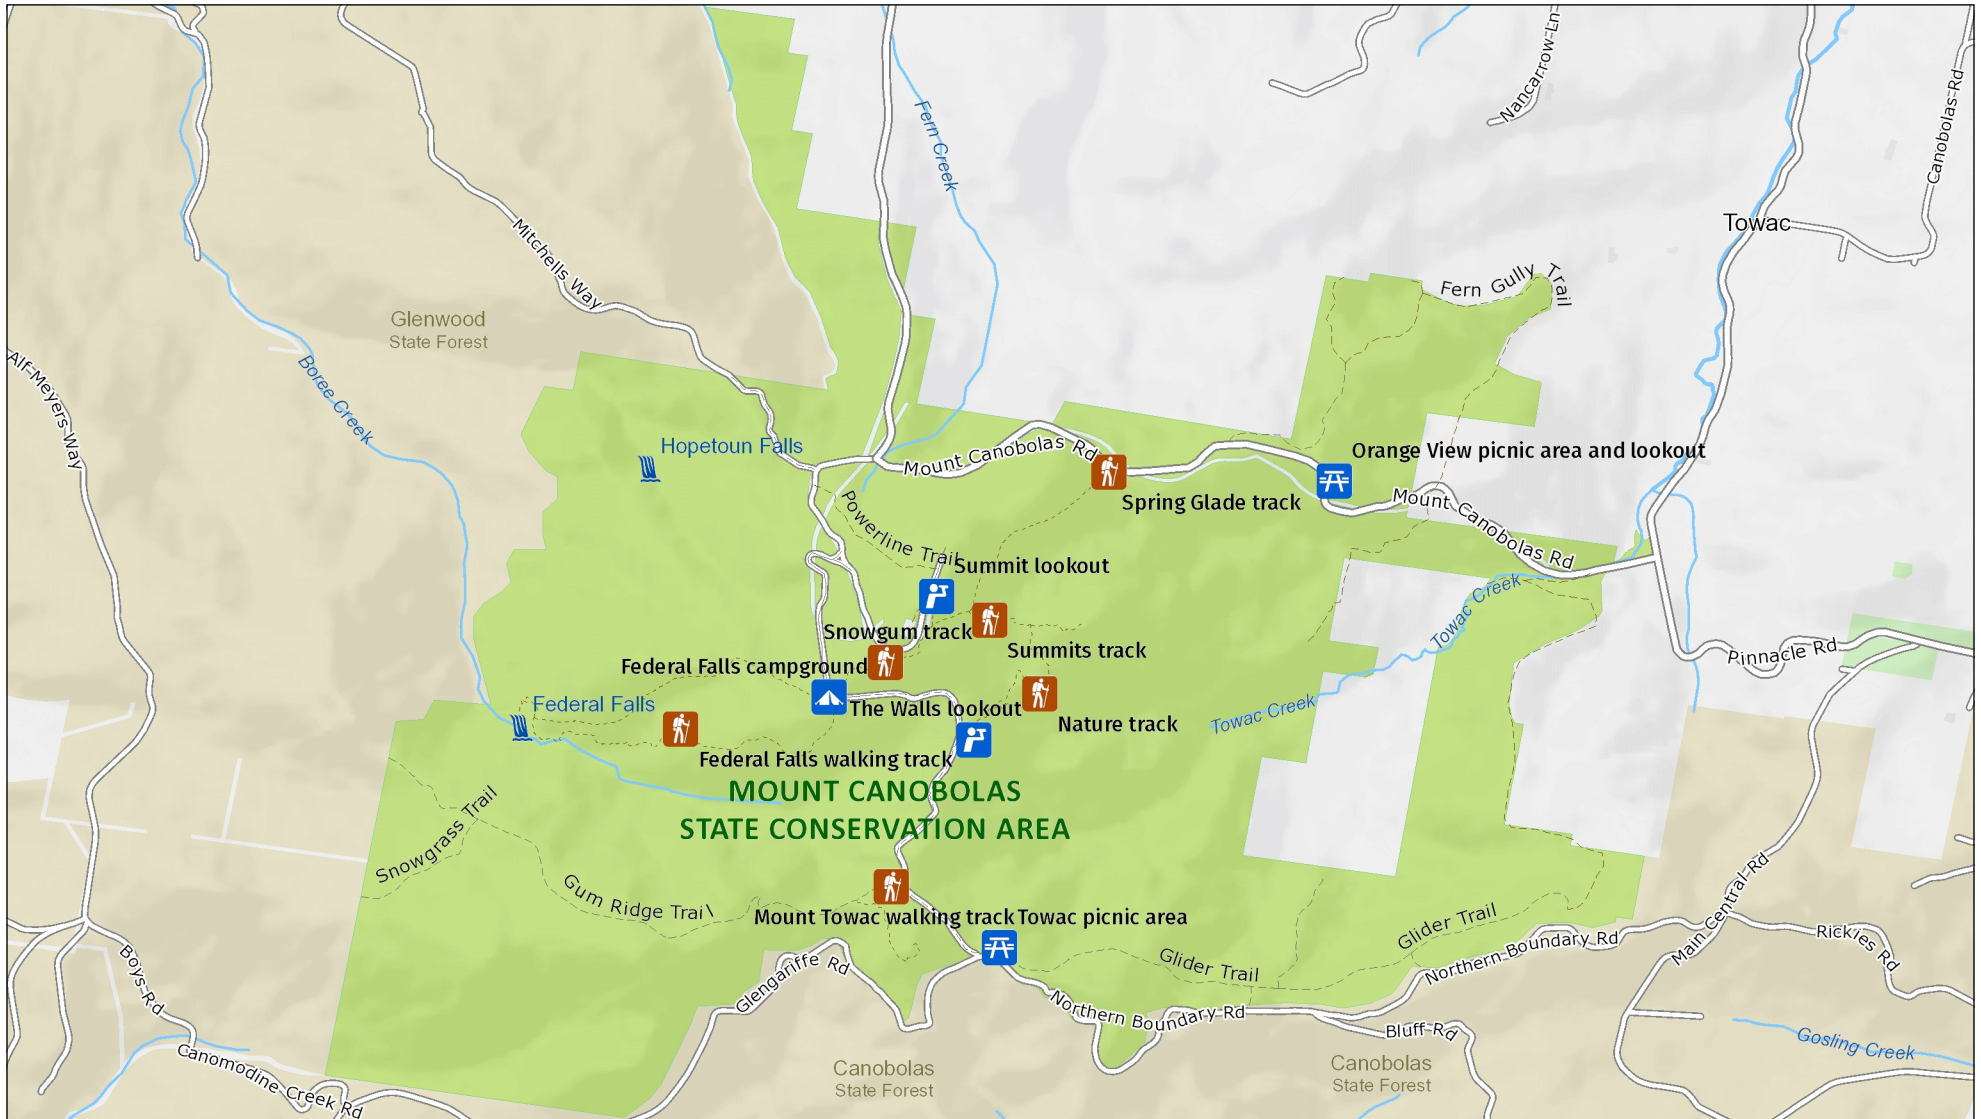 Nancarrow-Ln
Canobolas-Rd
Fern Creek
Towac
Mitchells Way
Fern Gully Trail
Glenwood
State Forest
Alf-Meyers Way
Boree Creek
Hopetoun Falls
Mount Canobolas Rd
Orange View picnic area and lookout
Spring Glade track
Mount Canobolas Rd
Powerline Trail
Summit lookout
Towac Creek
Snowgum track
Summits track
Pinnacle Rd
Federal Falls campground
Federal Falls
The Walls lookout
Nature track
Towac Creek
Federal Falls walking track
MOUNT CANOBOLAS
STATE CONSERVATION AREA
Snowgrass Trail
Gum Ridge Trail
Mount Towac walking track
Towac picnic area
Main Central-Rd
Glider Trail
Glider Trail
Northern Boundary Rd
Rickles Rd
Boys-Rd
Glengariffe Rd
Northern Boundary Rd
Bluff Rd
Gosling Creek
Canomodine Creek Rd
Canobolas
State Forest
Canobolas
State Forest